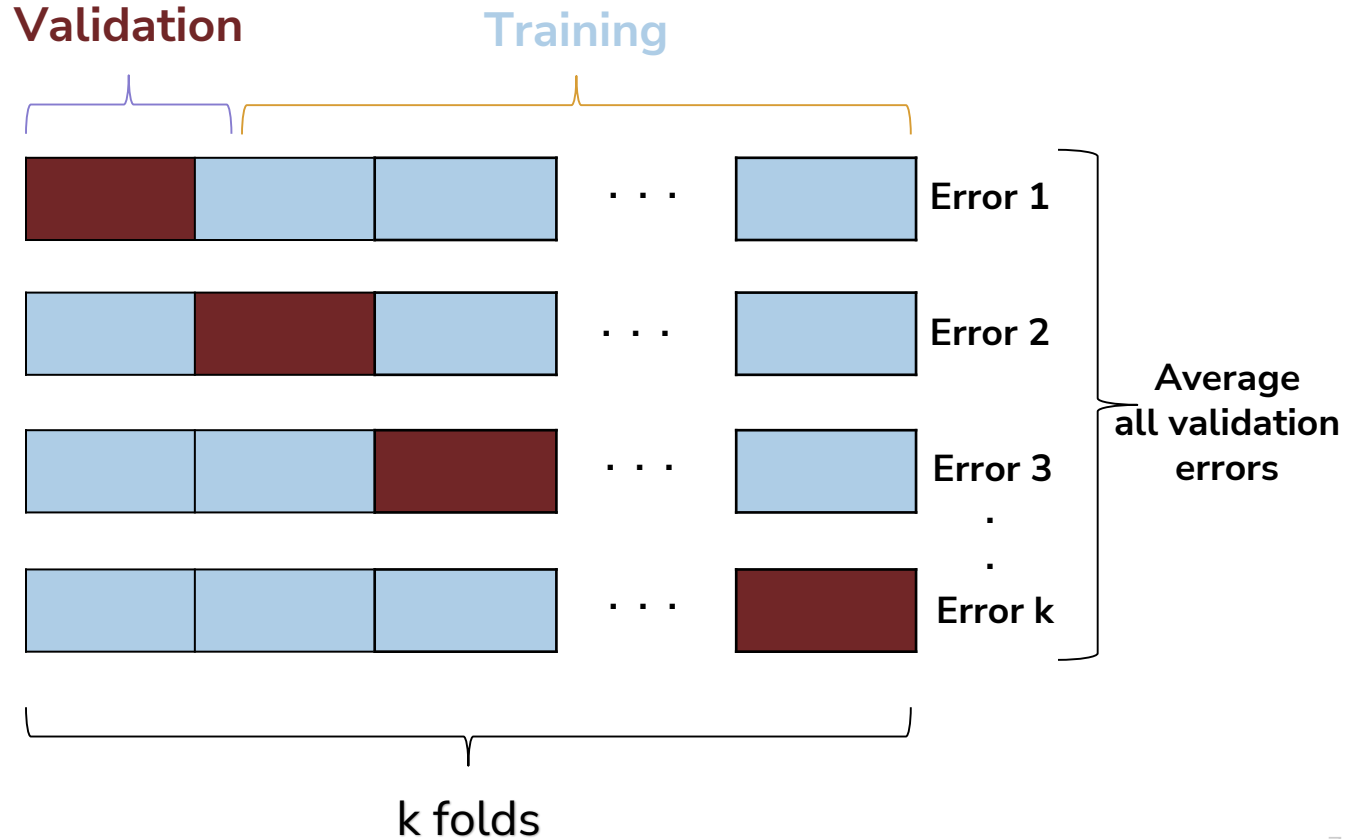 Validation
Training
. . .
Error 1
. . .
Error 2
Average
all validation
errors
. . .
Error 3
.
.
. . .
Error k
k folds